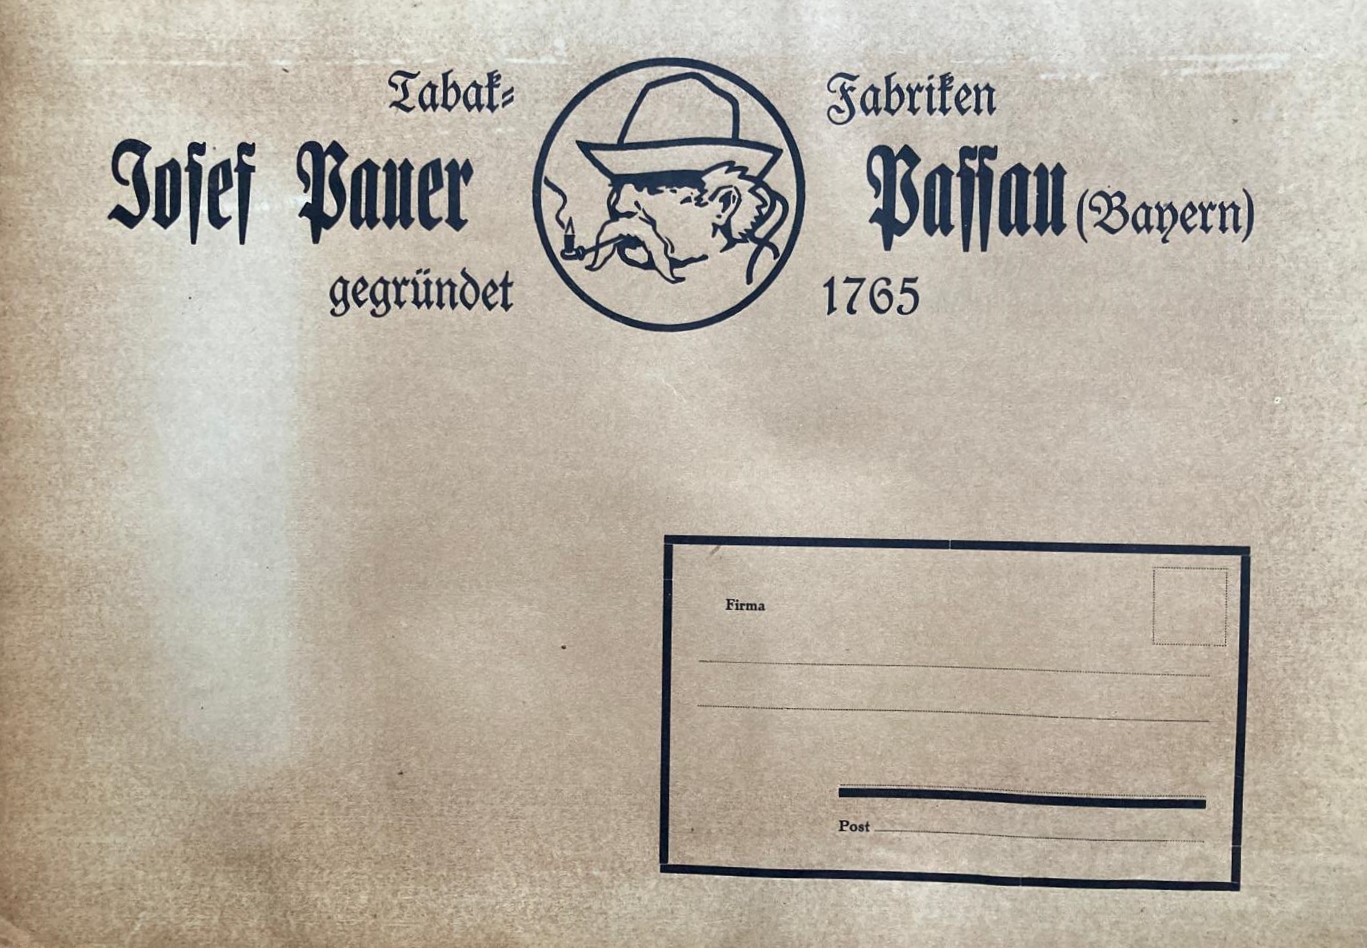 Tabak- Fabriken
Josef Pauer Passau (Bayern)
gegründet 1765
Firma
Post